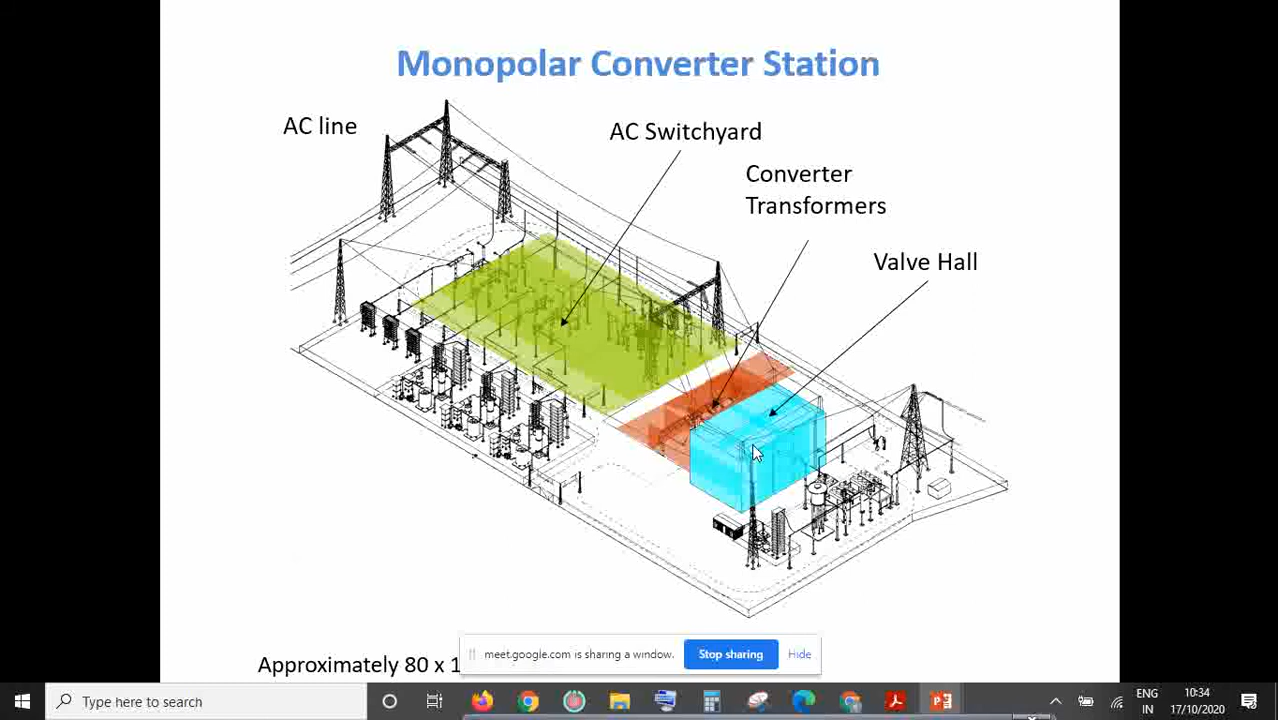 Monopolar Converter Station
AC line
AC Switchyard
Converter
Transformers
Valve Hall
Approximately 80 x 1
meet.google.com is sharing a window.
Stop sharing
Hide
Type here to search
ENG
IN
10:34
17/10/2020